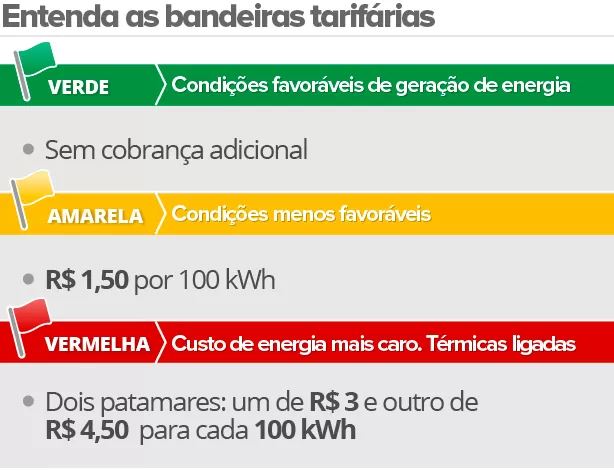 Entenda as bandeiras tarifárias
VERDE
Condições favoráveis de geração de energia
Sem cobrança adicional
AMARELA
Condições menos favoráveis
R$ 1,50 por 100 kWh
VERMELHA
Custo de energia mais caro. Térmicas ligadas
Dois patamares: um de R$ 3 e outro de
R$ 4,50 para cada 100 kWh